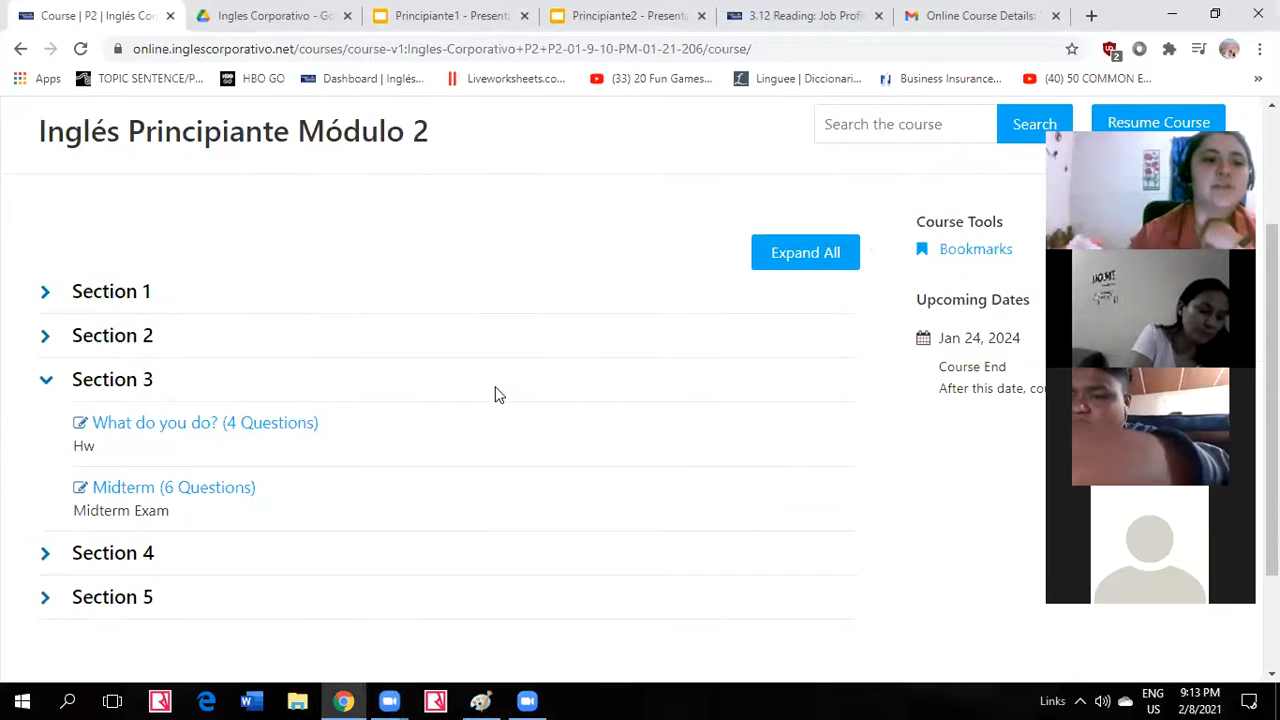 Course | P2 | Inglés Co
Ingles Corporativo - Go
Principiante1 - Present
Principiante2 - Present
3.12 Reading: Job Profi
Online Course Details:
online.inglescorporativo.net/courses/course-v1:Ingles-Corporativo+P2+P2-01-9-10-PM-01-21-206/course/
2
Apps
TOPIC SENTENCE/P...
HBO GO
Dashboard | Inglés...
Liveworksheets.co...
(33) 20 Fun Games...
Linguee | Diccionari...
Business Insurance...
(40) 50 COMMON E...
Inglés Principiante Módulo 2
Search the course
Search
Resume Course
Course Tools
Bookmarks
Expand All
Section 1
Upcoming Dates
Section 2
Jan 24, 2024
Course End
After this date, co
Section 3
What do you do? (4 Questions)
Hw
Midterm (6 Questions)
Midterm Exam
Section 4
Section 5
Links
ENG
US
9:13 PM
2/8/2021